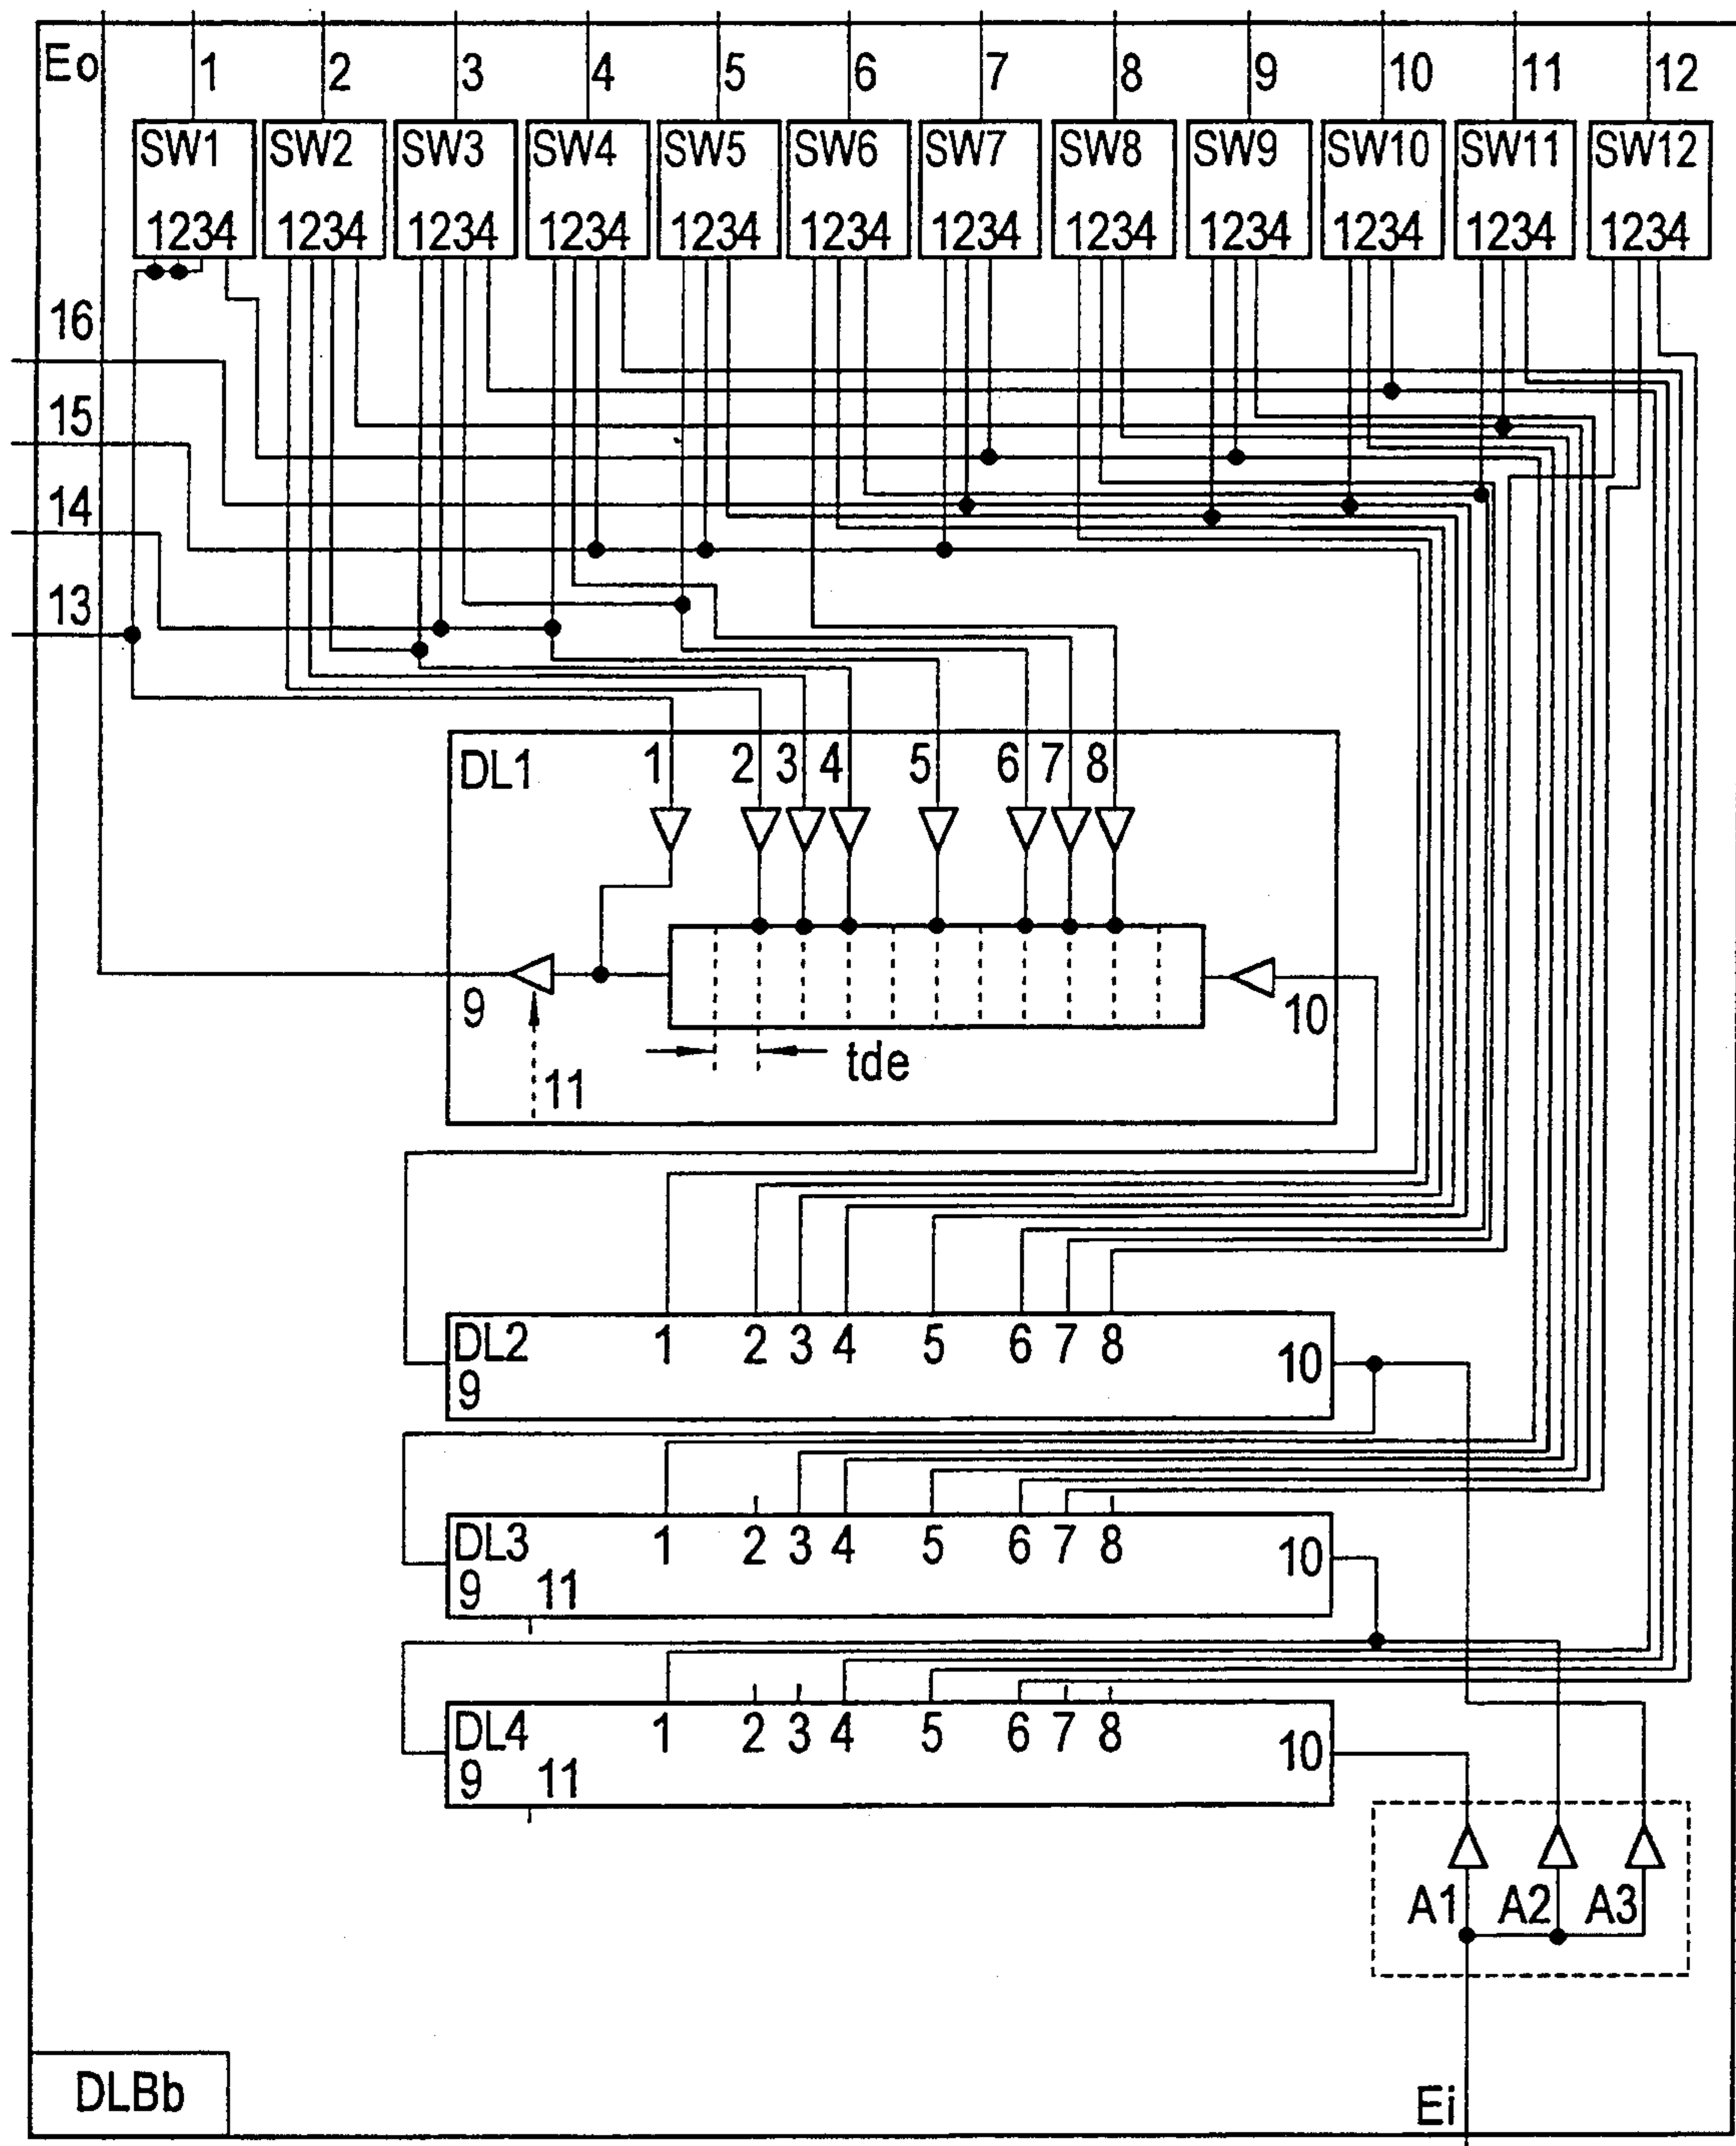 Eo 1 2 3 4 5 6 7 8 9 10 11 12
SW1 SW2 SW3 SW4 SW5 SW6 SW7 SW8 SW9 SW10 SW11 SW12
1234 1234 1234 1234 1234 1234 1234 1234 1234 1234 1234 1234
16
15
14
13
DL1 1 2 3 4 5 6 7 8
9 10
tde
11
DL2 1 2 3 4 5 6 7 8 10
9
DL3 1 2 3 4 5 6 7 8 10
9 11
DL4 1 2 3 4 5 6 7 8 10
9 11
A1 A2 A3
DLBb
Ei